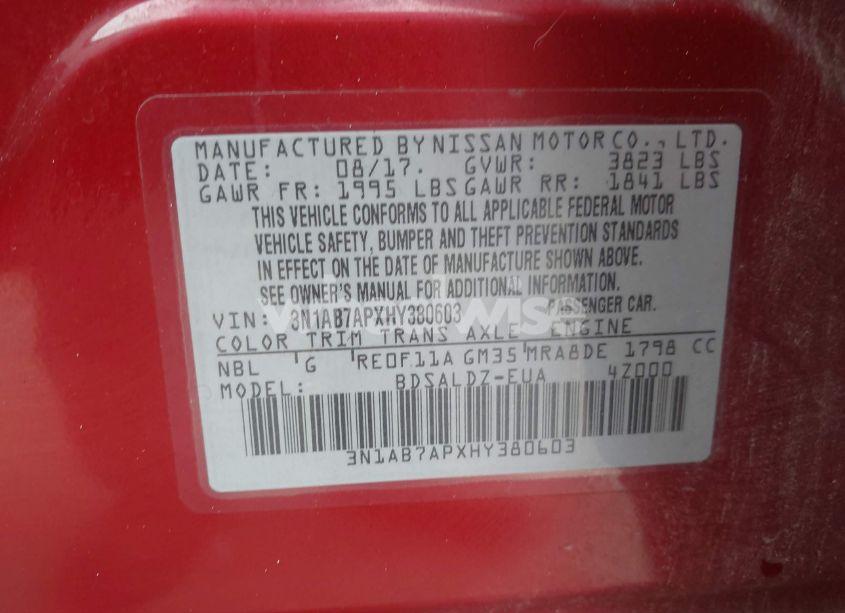 MANUFACTURED BY NISSAN MOTOR CO., LTD.
DATE: 08/17. GVWR: 3823 LBS
GAWR FR: 1995 LBS GAWR RR: 1841 LBS
THIS VEHICLE CONFORMS TO ALL APPLICABLE FEDERAL MOTOR
VEHICLE SAFETY, BUMPER AND THEFT PREVENTION STANDARDS
IN EFFECT ON THE DATE OF MANUFACTURE SHOWN ABOVE.
SEE OWNER'S MANUAL FOR ADDITIONAL INFORMATION.
VIN: 3N1AB7APXHY380603 PASSENGER CAR.
COLOR TRIM TRANS AXLE ENGINE
NBL G RE0F11A GM35 MRA8DE 1798 CC
MODEL: BDSALDZ-EUA 4Z000
3N1AB7APXHY380603